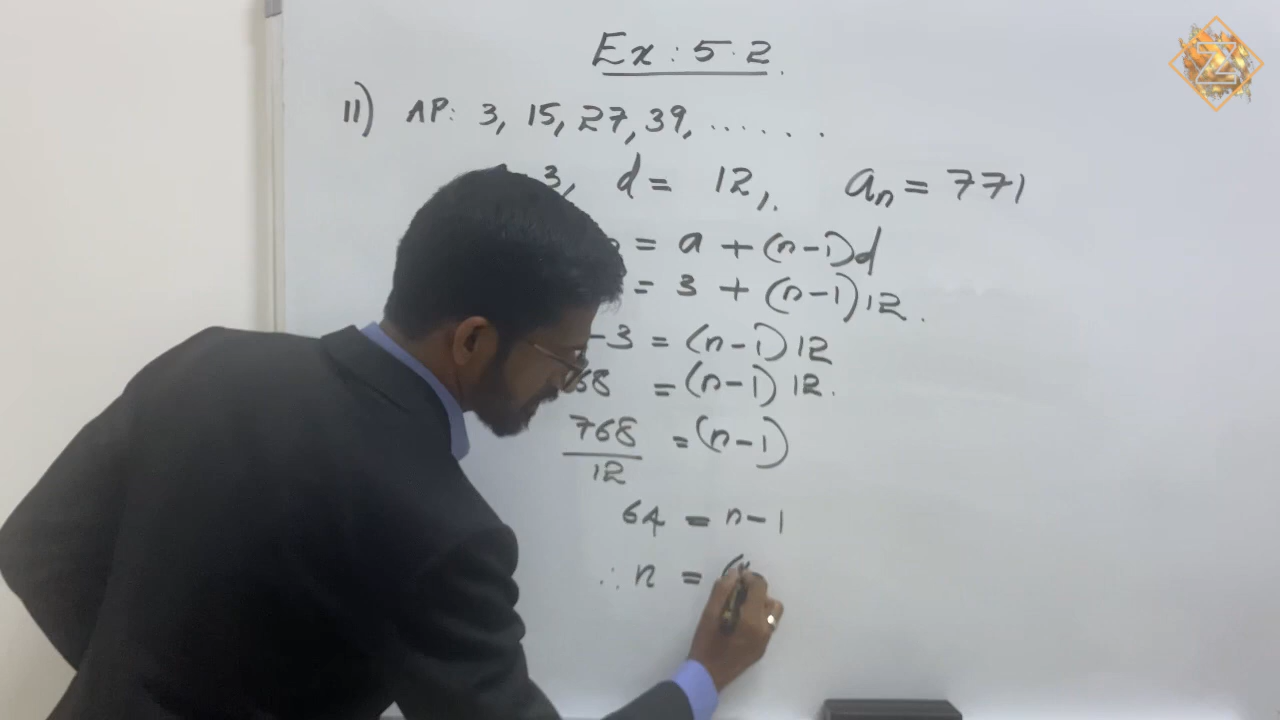 Ex: 5.2
11) AP: 3, 15, 27, 39, ......
3, d = 12, aₙ = 771
= a + (n-1)d
= 3 + (n-1)12.
-3 = (n-1)12
68 = (n-1)12.
768/12 = (n-1)
64 = n-1
∴ n =
Z